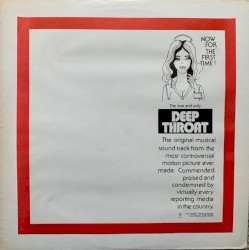 NOW
FOR
THE
FIRST
TIME!
The one and only
DEEP
THROAT
The original musical
sound track from the
most controversial
motion picture ever
made. Commended,
praised and
condemned by
virtually every
reporting media
in the country.